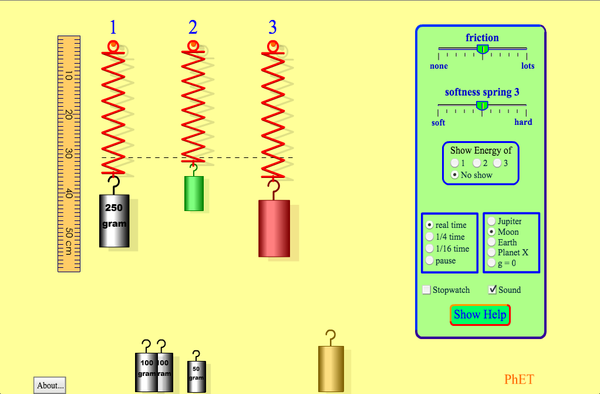 1 2 3
10
20
30
40
50 cm
250
gram
100
gram
100
gram
50
gram
About...
friction
none lots
softness spring 3
soft hard
Show Energy of
1 2 3
No show
real time
1/4 time
1/16 time
pause
Jupiter
Moon
Earth
Planet X
g = 0
Stopwatch Sound
Show Help
PhET